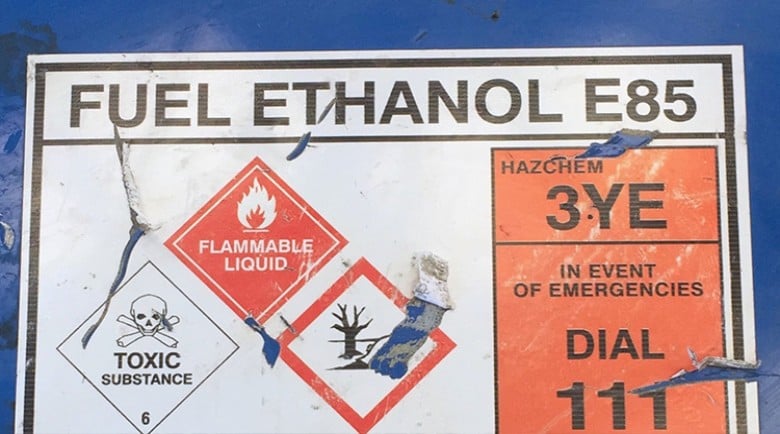 FUEL ETHANOL E85
HAZCHEM
3YE
FLAMMABLE
LIQUID
IN EVENT
OF EMERGENCIES
TOXIC
SUBSTANCE
6
DIAL
111